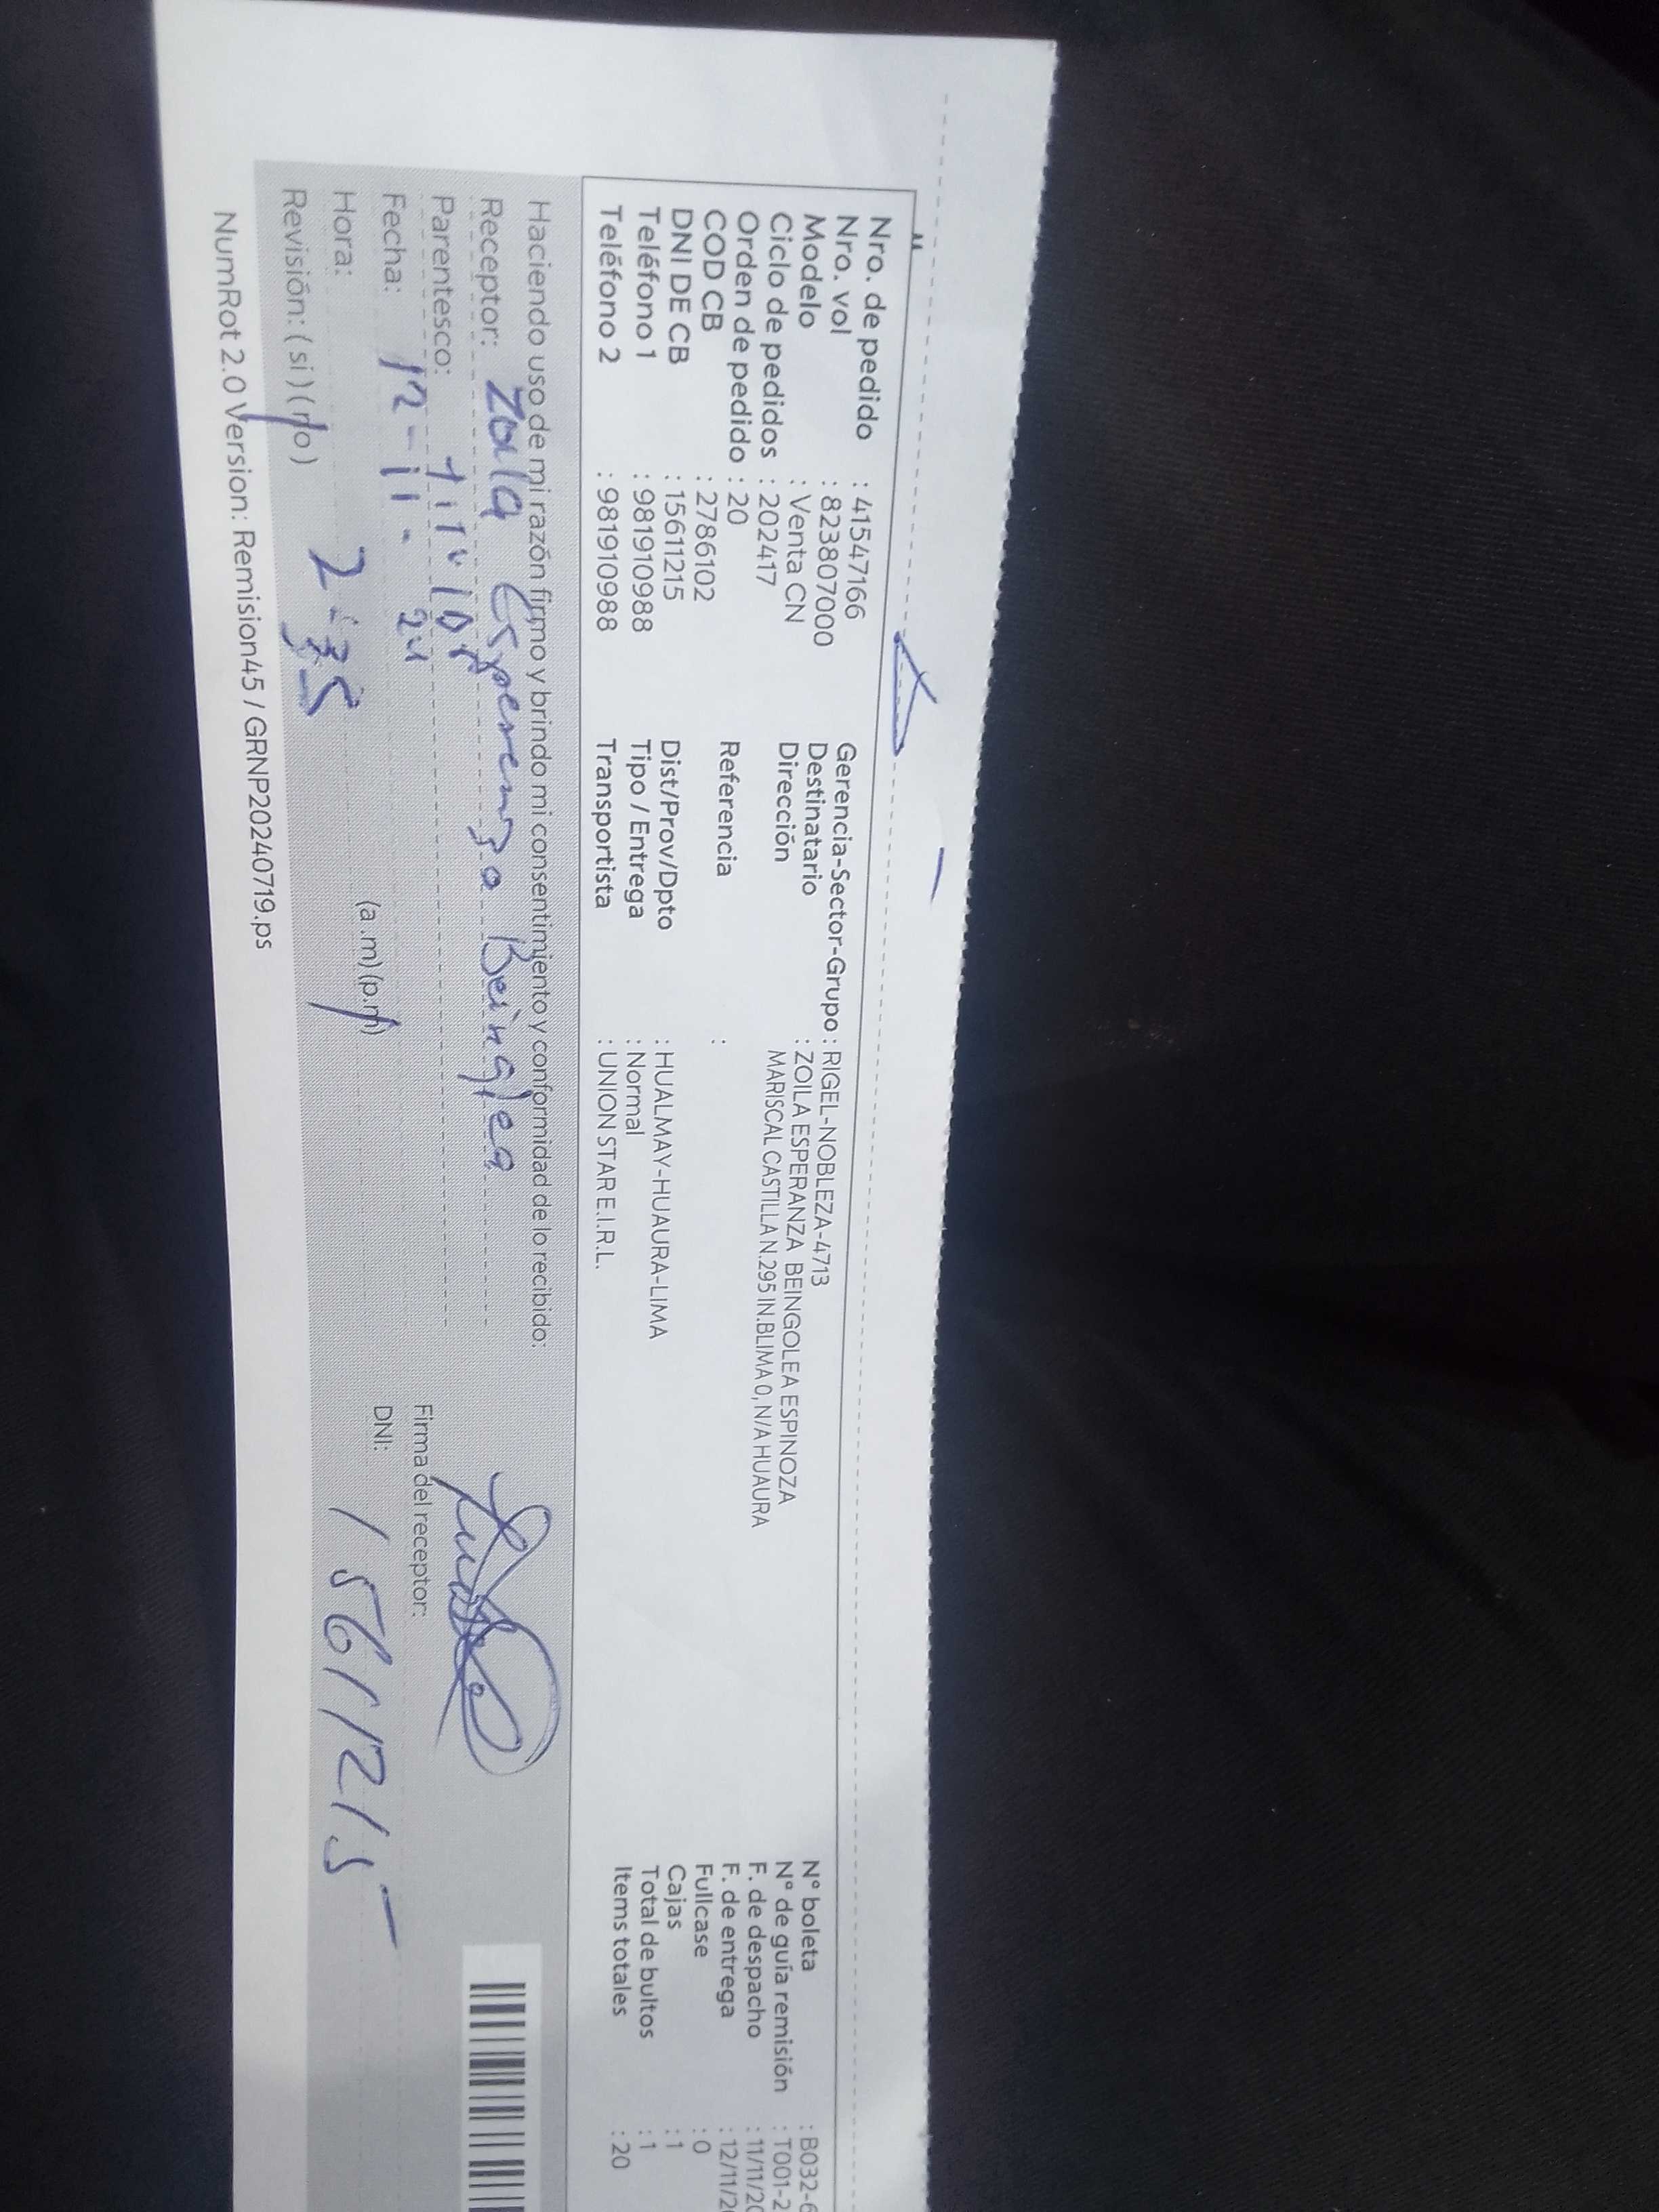 Nro. de pedido : 41547166
Nro. vol : 823807000
Modelo : Venta CN
Ciclo de pedidos : 202417
Orden de pedido : 20
COD CB : 2786102
DNI DE CB : 15611215
Teléfono 1 : 981910988
Teléfono 2 : 981910988
Gerencia-Sector-Grupo : RIGEL-NOBLEZA-4713
Destinatario : ZOILA ESPERANZA BEINGOLEA ESPINOZA
Dirección MARISCAL CASTILLA N.295 IN.BLIMA 0, N/A HUAURA
Referencia :
Dist/Prov/Dpto : HUALMAY-HUAURA-LIMA
Tipo / Entrega : Normal
Transportista : UNION STAR E.I.R.L.
N° boleta : B032-6
N° de guía remisión : T001-2
F. de despacho : 11/11/20
F. de entrega : 12/11/20
Fullcase : 0
Cajas : 1
Total de bultos : 1
Items totales : 20
Haciendo uso de mi razón firmo y brindo mi consentimiento y conformidad de lo recibido:
Receptor: Zoila Esperenza Beinglea
Parentesco:
Fecha: 12-11-24
Hora: 2:35 (a.m) (p.m)
Revisión: ( si ) ( no )
Firma del receptor:
DNI: 15611215
NumRot 2.0 Version: Remision45 / GRNP20240719.ps